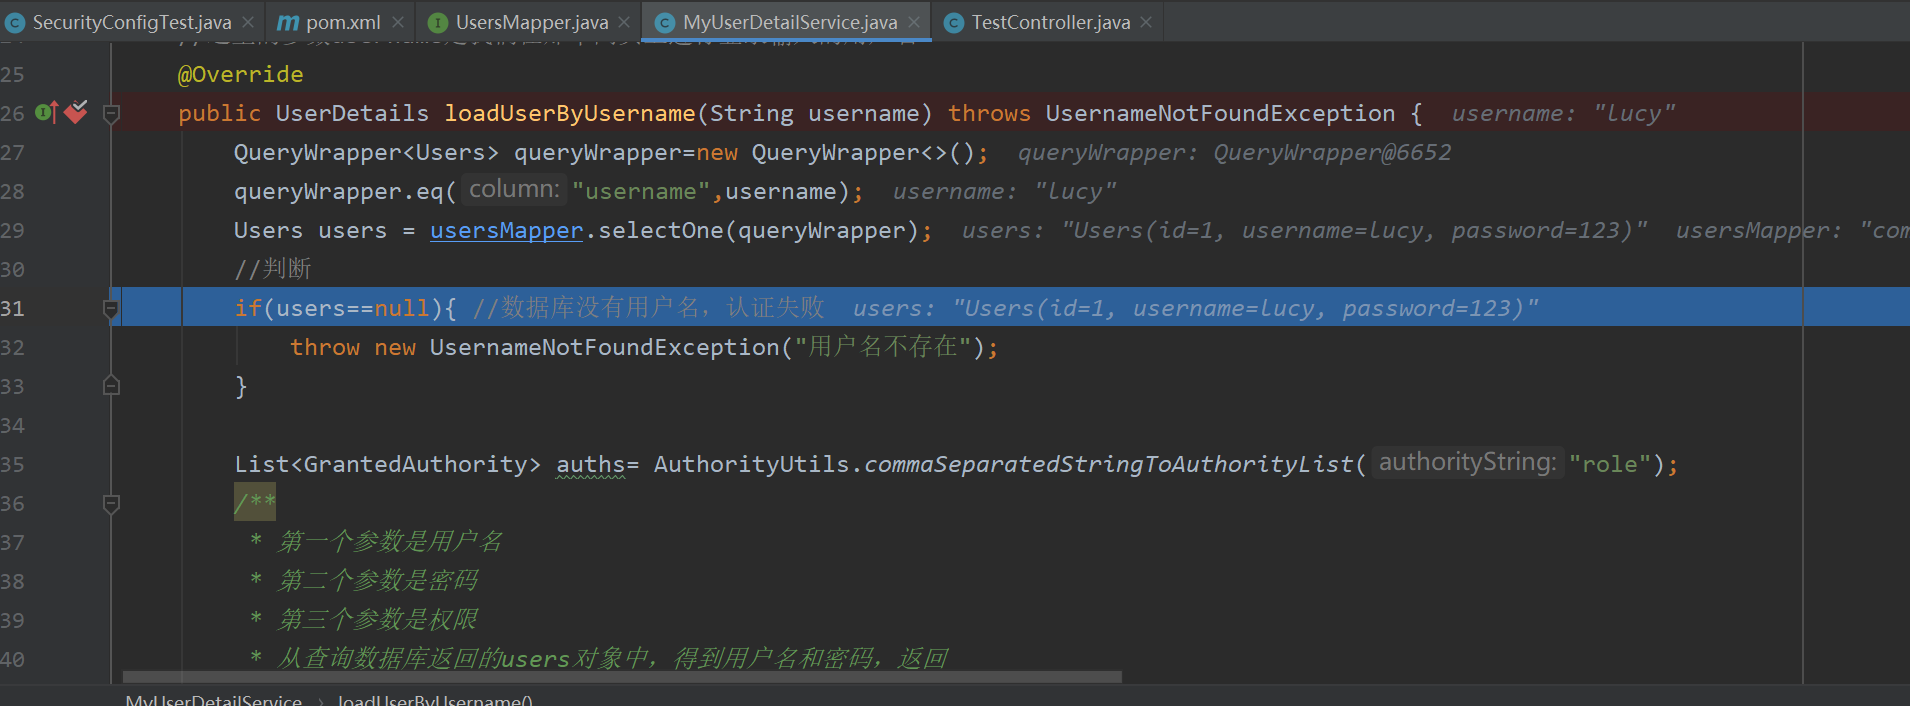 SecurityConfigTest.java pom.xml UsersMapper.java MyUserDetailService.java TestController.java
25 @Override
26 public UserDetails loadUserByUsername(String username) throws UsernameNotFoundException { username: "lucy"
27 QueryWrapper<Users> queryWrapper=new QueryWrapper<>(); queryWrapper: QueryWrapper@6652
28 queryWrapper.eq( column: "username",username); username: "lucy"
29 Users users = usersMapper.selectOne(queryWrapper); users: "Users(id=1, username=lucy, password=123)" usersMapper: "com
30 //判断
31 if(users==null){ //数据库没有用户名，认证失败 users: "Users(id=1, username=lucy, password=123)"
32 throw new UsernameNotFoundException("用户名不存在");
33 }
34
35 List<GrantedAuthority> auths= AuthorityUtils.commaSeparatedStringToAuthorityList( authorityString: "role");
36 /**
37 * 第一个参数是用户名
38 * 第二个参数是密码
39 * 第三个参数是权限
40 * 从查询数据库返回的users对象中，得到用户名和密码，返回
MyUserDetailService › loadUserByUsername()